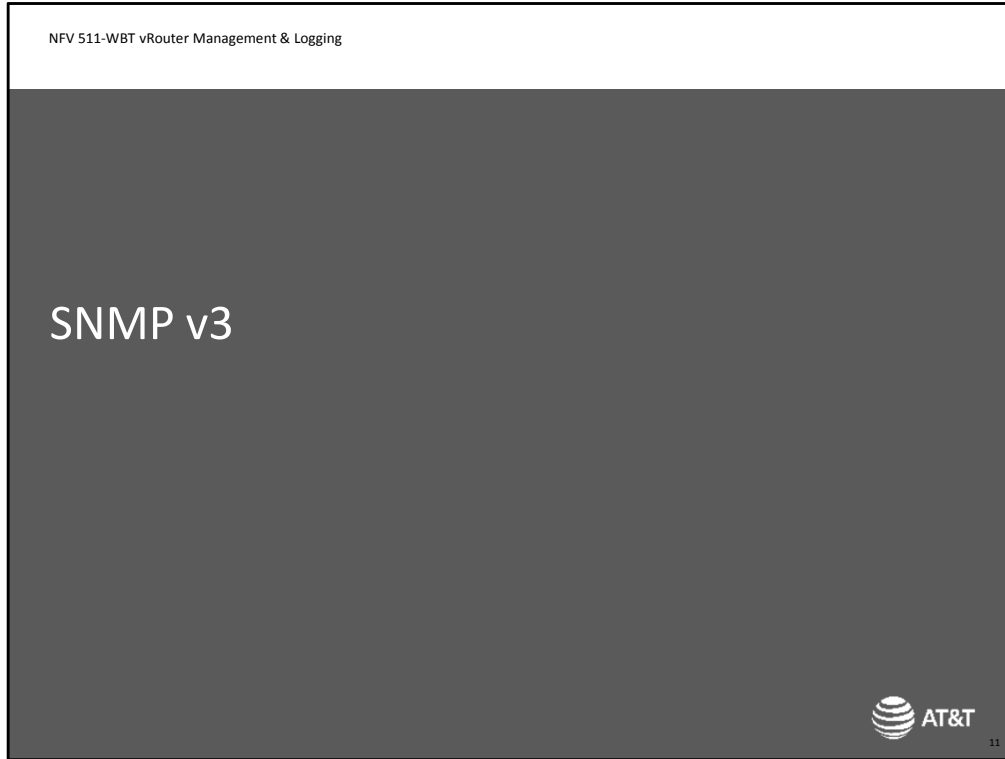 NFV 511-WBT vRouter Management & Logging
SNMP v3
AT&T
11